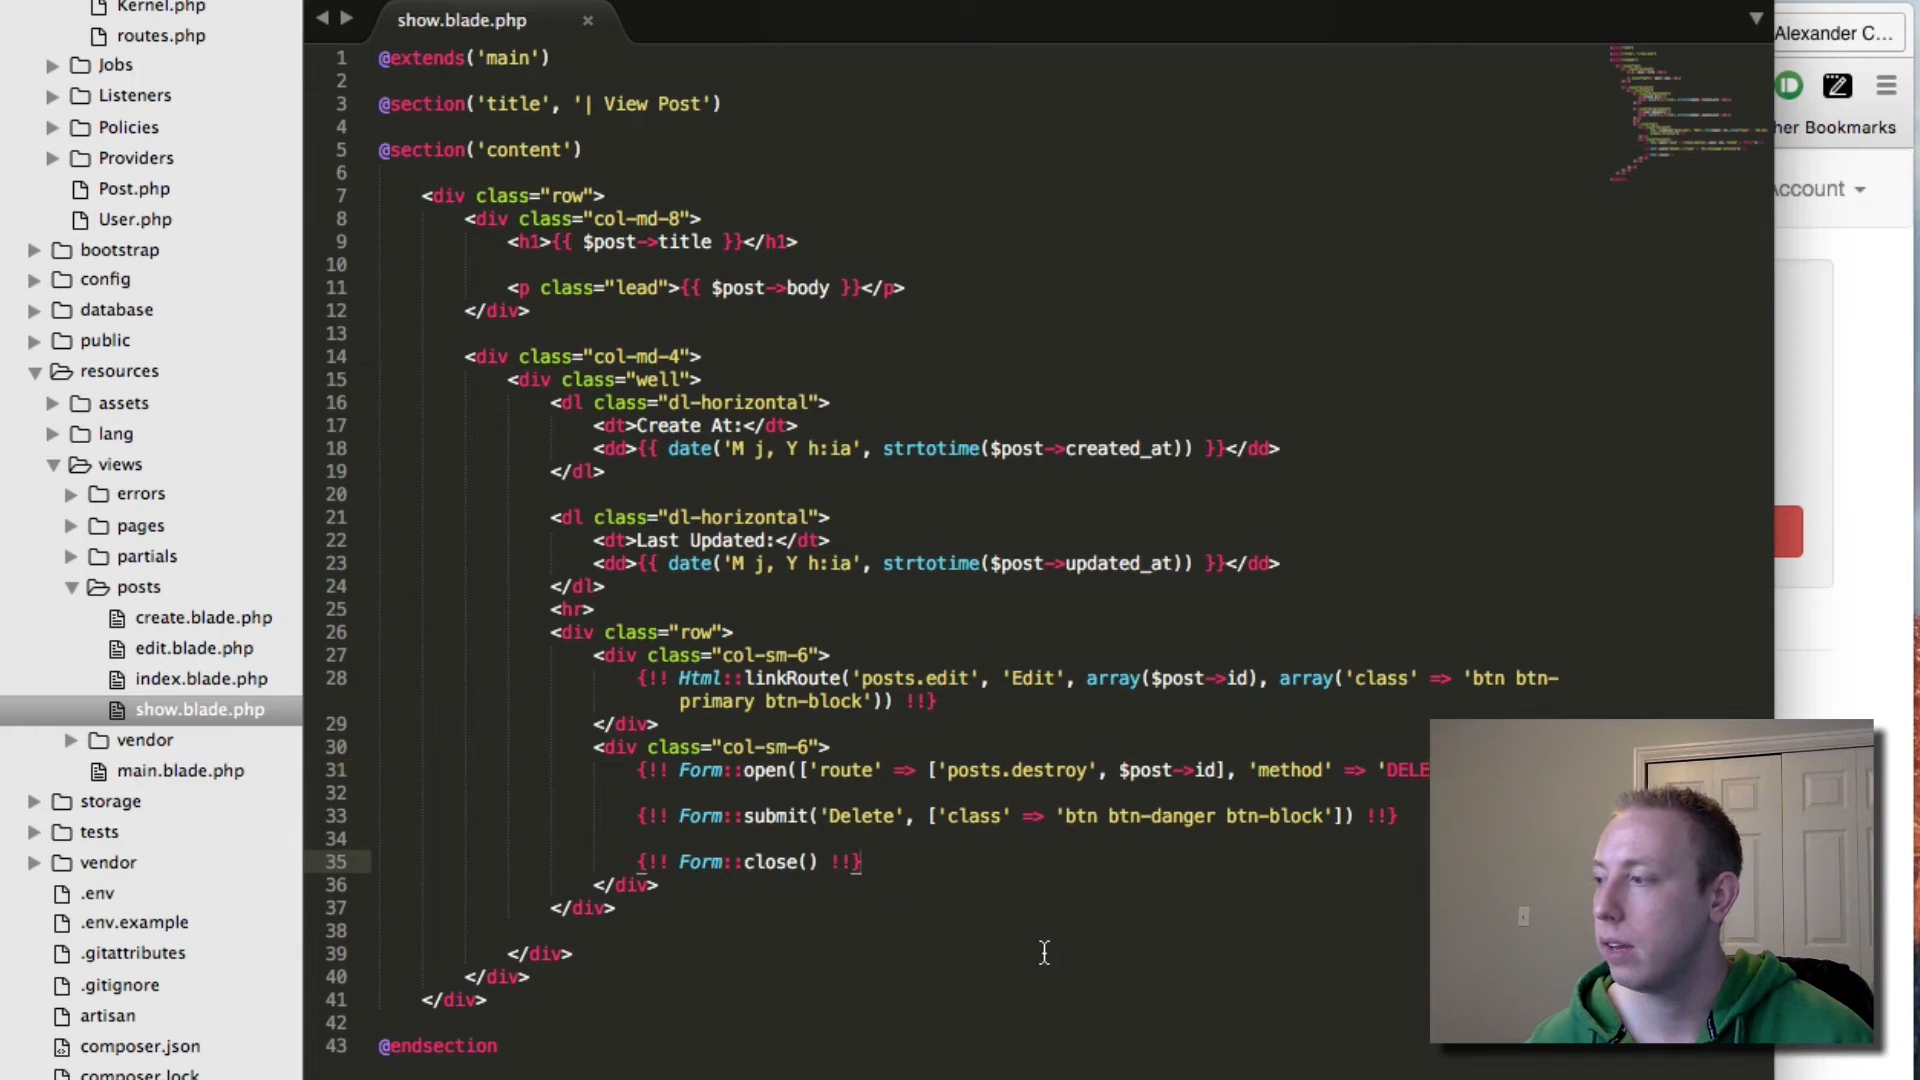 Kernel.php
routes.php
Jobs
Listeners
Policies
Providers
Post.php
User.php
bootstrap
config
database
public
resources
assets
lang
views
errors
pages
partials
posts
create.blade.php
edit.blade.php
index.blade.php
show.blade.php
vendor
main.blade.php
storage
tests
vendor
.env
.env.example
.gitattributes
.gitignore
artisan
composer.json
composer.lock
show.blade.php
1 @extends('main')
2
3 @section('title', '| View Post')
4
5 @section('content')
6
7 <div class="row">
8 <div class="col-md-8">
9 <h1>{{ $post->title }}</h1>
10
11 <p class="lead">{{ $post->body }}</p>
12 </div>
13
14 <div class="col-md-4">
15 <div class="well">
16 <dl class="dl-horizontal">
17 <dt>Create At:</dt>
18 <dd>{{ date('M j, Y h:ia', strtotime($post->created_at)) }}</dd>
19 </dl>
20
21 <dl class="dl-horizontal">
22 <dt>Last Updated:</dt>
23 <dd>{{ date('M j, Y h:ia', strtotime($post->updated_at)) }}</dd>
24 </dl>
25 <hr>
26 <div class="row">
27 <div class="col-sm-6">
28 {!! Html::linkRoute('posts.edit', 'Edit', array($post->id), array('class' => 'btn btn-
primary btn-block')) !!}
29 </div>
30 <div class="col-sm-6">
31 {!! Form::open(['route' => ['posts.destroy', $post->id], 'method' => 'DELE
32
33 {!! Form::submit('Delete', ['class' => 'btn btn-danger btn-block']) !!}
34
35 {!! Form::close() !!}
36 </div>
37 </div>
38
39 </div>
40 </div>
41 </div>
42
43 @endsection
Alexander C...
her Bookmarks
Account